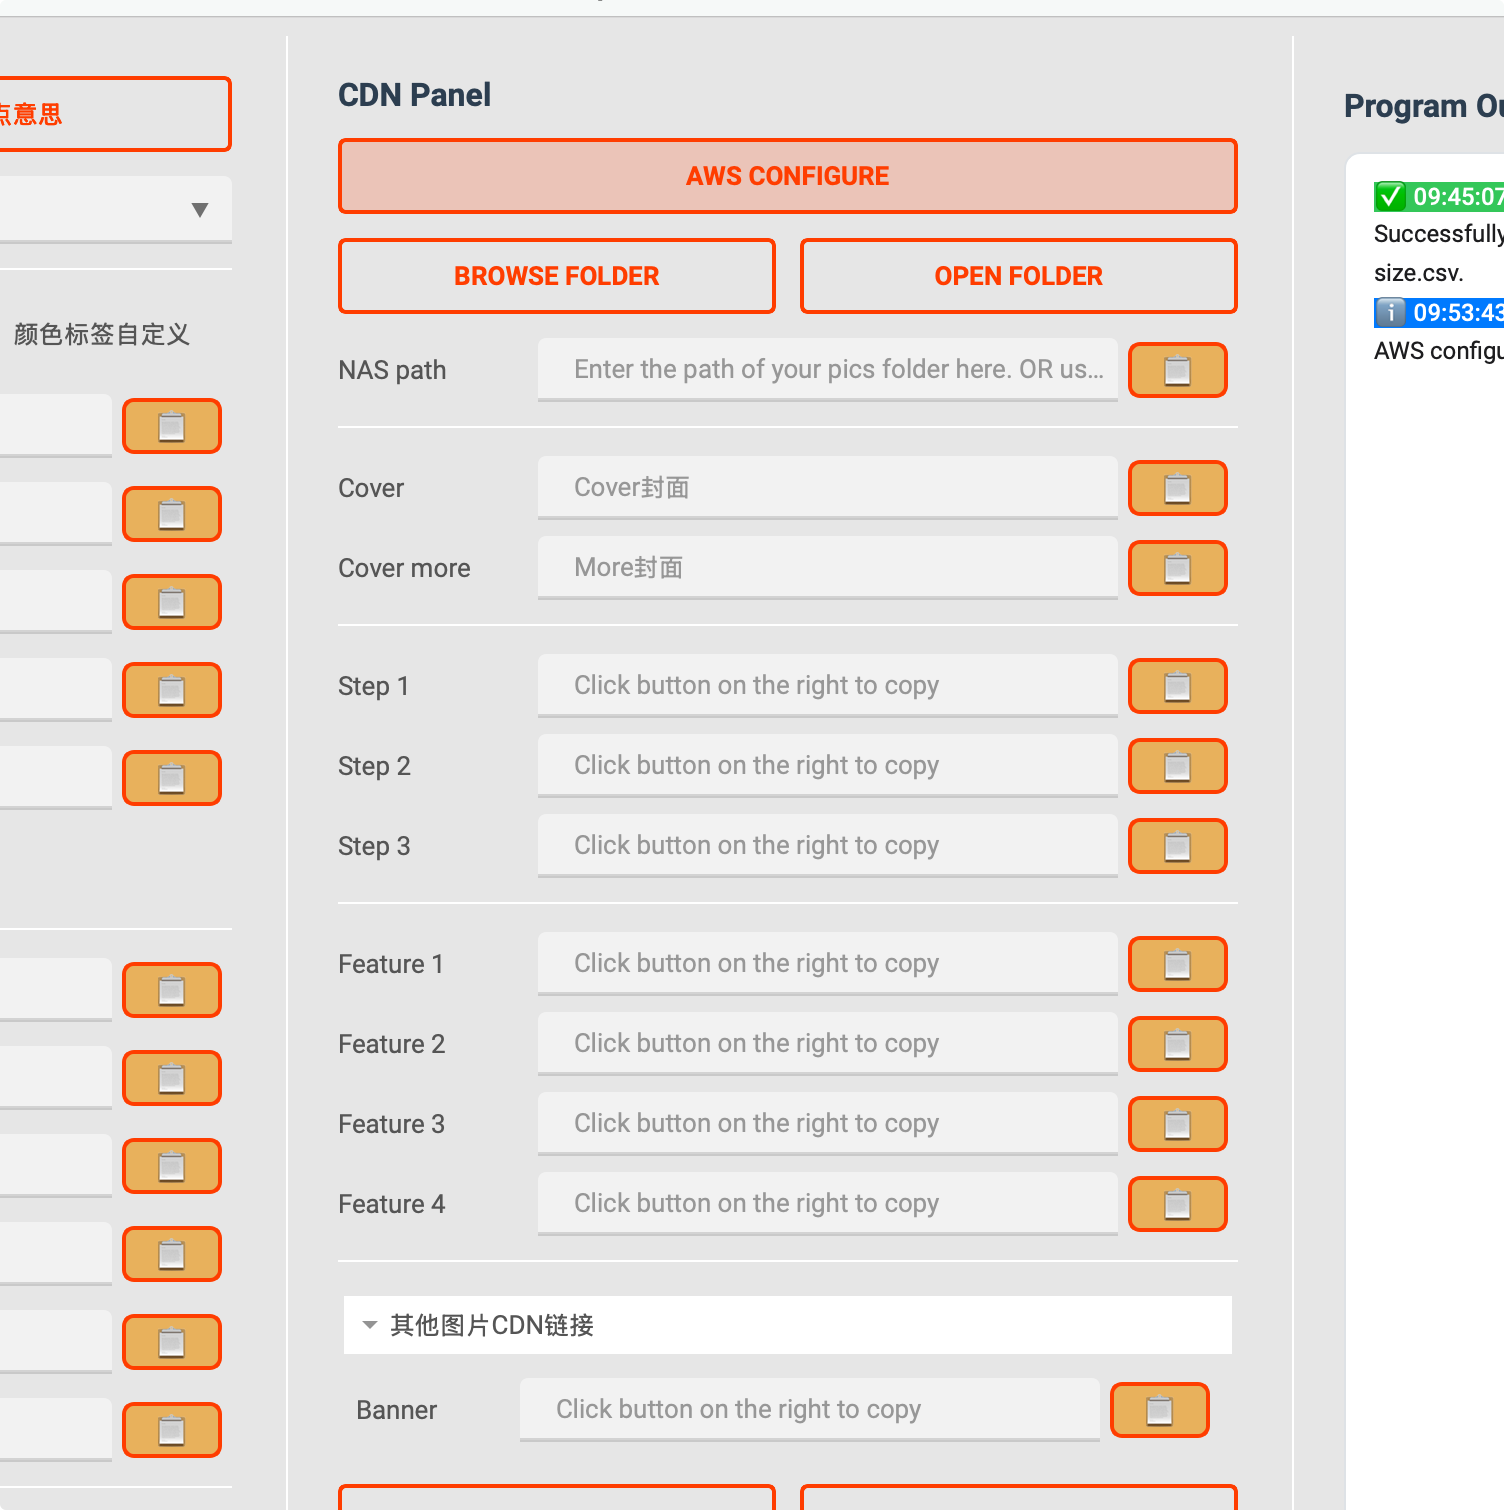 点意思
▼
颜色标签自定义
CDN Panel
AWS CONFIGURE
BROWSE FOLDER
OPEN FOLDER
NAS path
Enter the path of your pics folder here. OR us...
Cover
Cover封面
Cover more
More封面
Step 1
Click button on the right to copy
Step 2
Click button on the right to copy
Step 3
Click button on the right to copy
Feature 1
Click button on the right to copy
Feature 2
Click button on the right to copy
Feature 3
Click button on the right to copy
Feature 4
Click button on the right to copy
其他图片CDN链接
Banner
Click button on the right to copy
Program Ou
✅ 09:45:07
Successfully
size.csv.
ℹ️ 09:53:43
AWS configu